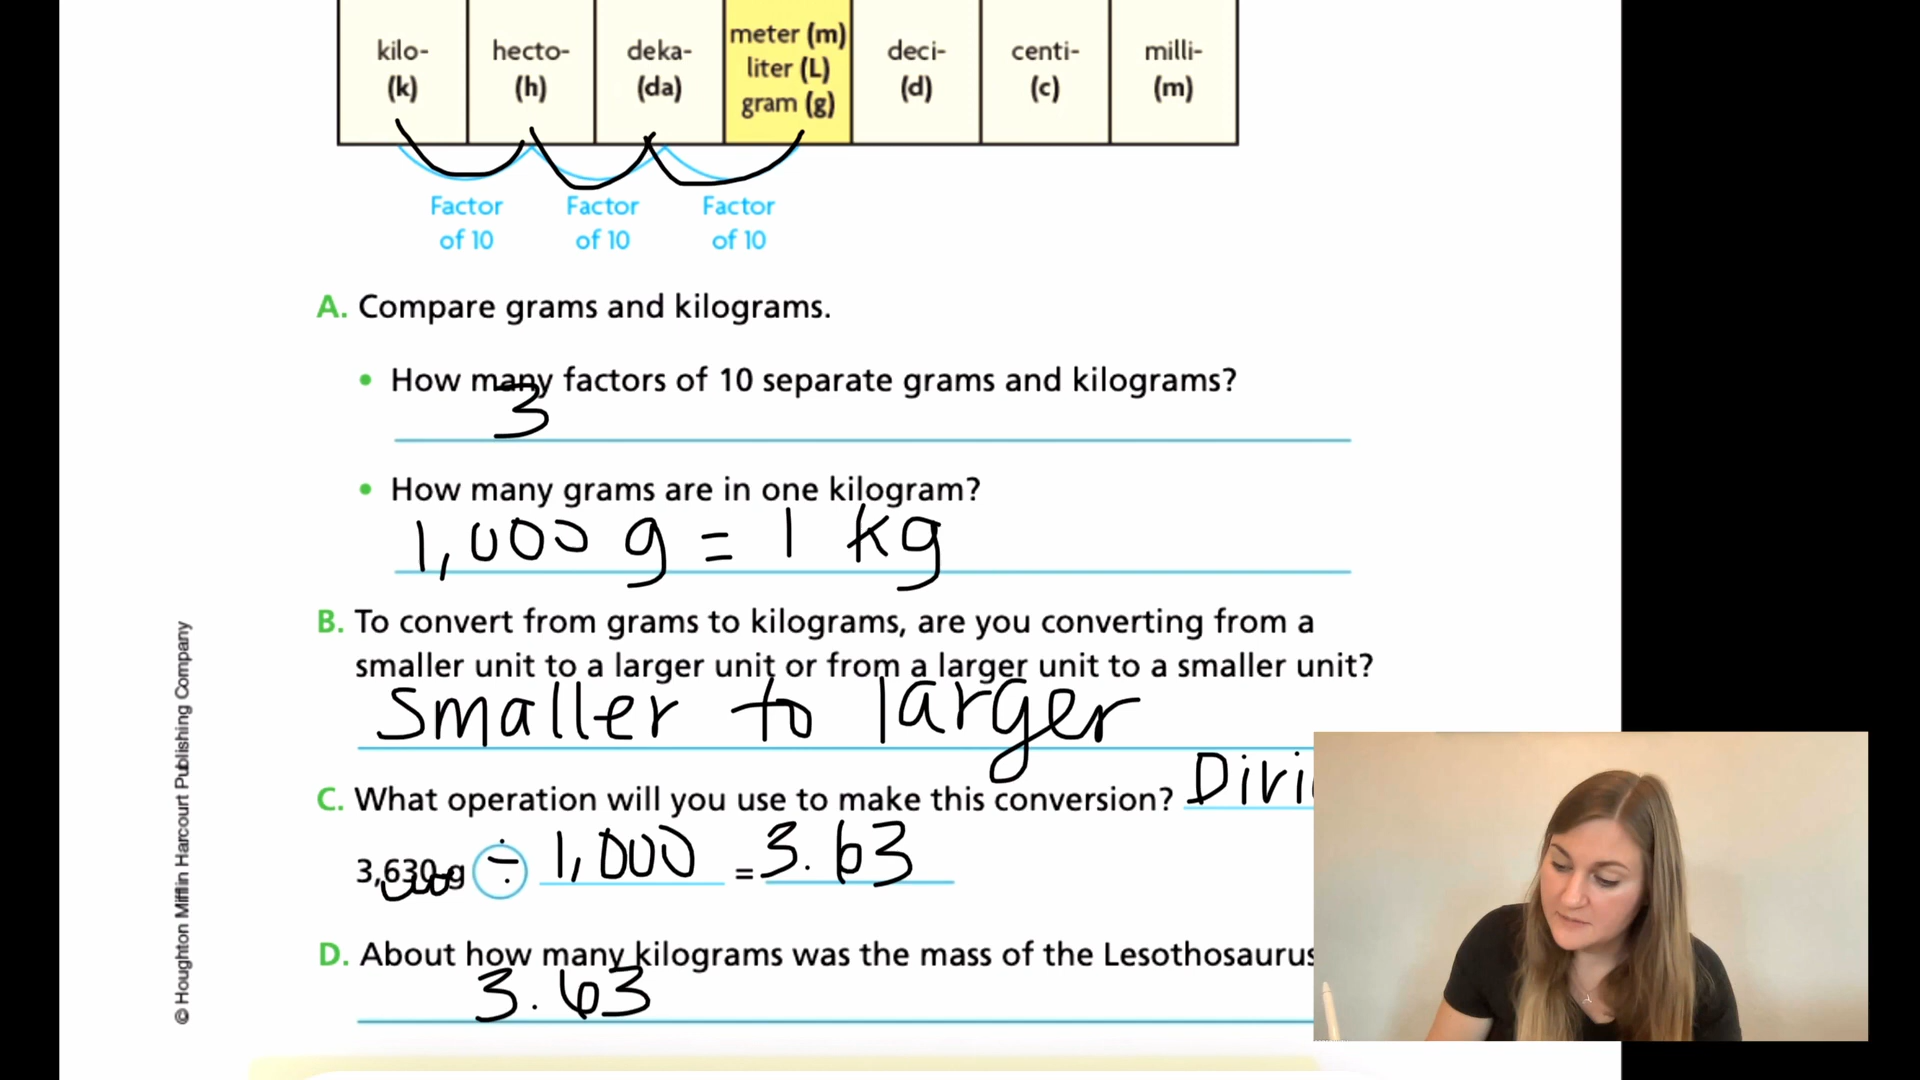 kilo- hecto- deka- meter (m) deci- centi- milli-
(k) (h) (da) liter (L) (d) (c) (m)
gram (g)
Factor Factor Factor
of 10 of 10 of 10
A. Compare grams and kilograms.
• How many factors of 10 separate grams and kilograms?
3
• How many grams are in one kilogram?
1,000 g = 1 kg
B. To convert from grams to kilograms, are you converting from a
smaller unit to a larger unit or from a larger unit to a smaller unit?
smaller to larger
C. What operation will you use to make this conversion? Divi
3,630 g ÷ 1,000 = 3.63
D. About how many kilograms was the mass of the Lesothosaurus
3.63
© Houghton Mifflin Harcourt Publishing Company